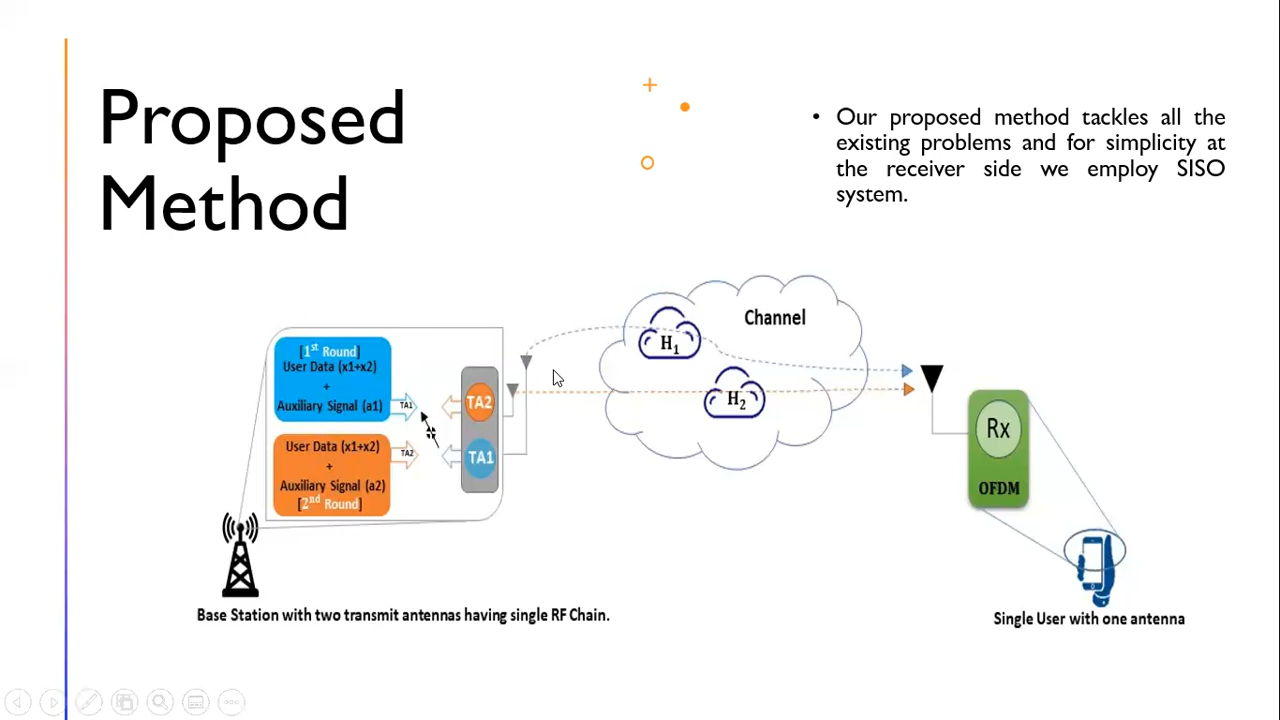 Proposed
Method
• Our proposed method tackles all the
existing problems and for simplicity at
the receiver side we employ SISO
system.
[1st Round]
User Data (x1+x2)
+
Auxiliary Signal (a1)
TA1
User Data (x1+x2)
+
Auxiliary Signal (a2)
[2nd Round]
TA2
TA2
TA1
Channel
H1
H2
Rx
OFDM
Base Station with two transmit antennas having single RF Chain.
Single User with one antenna